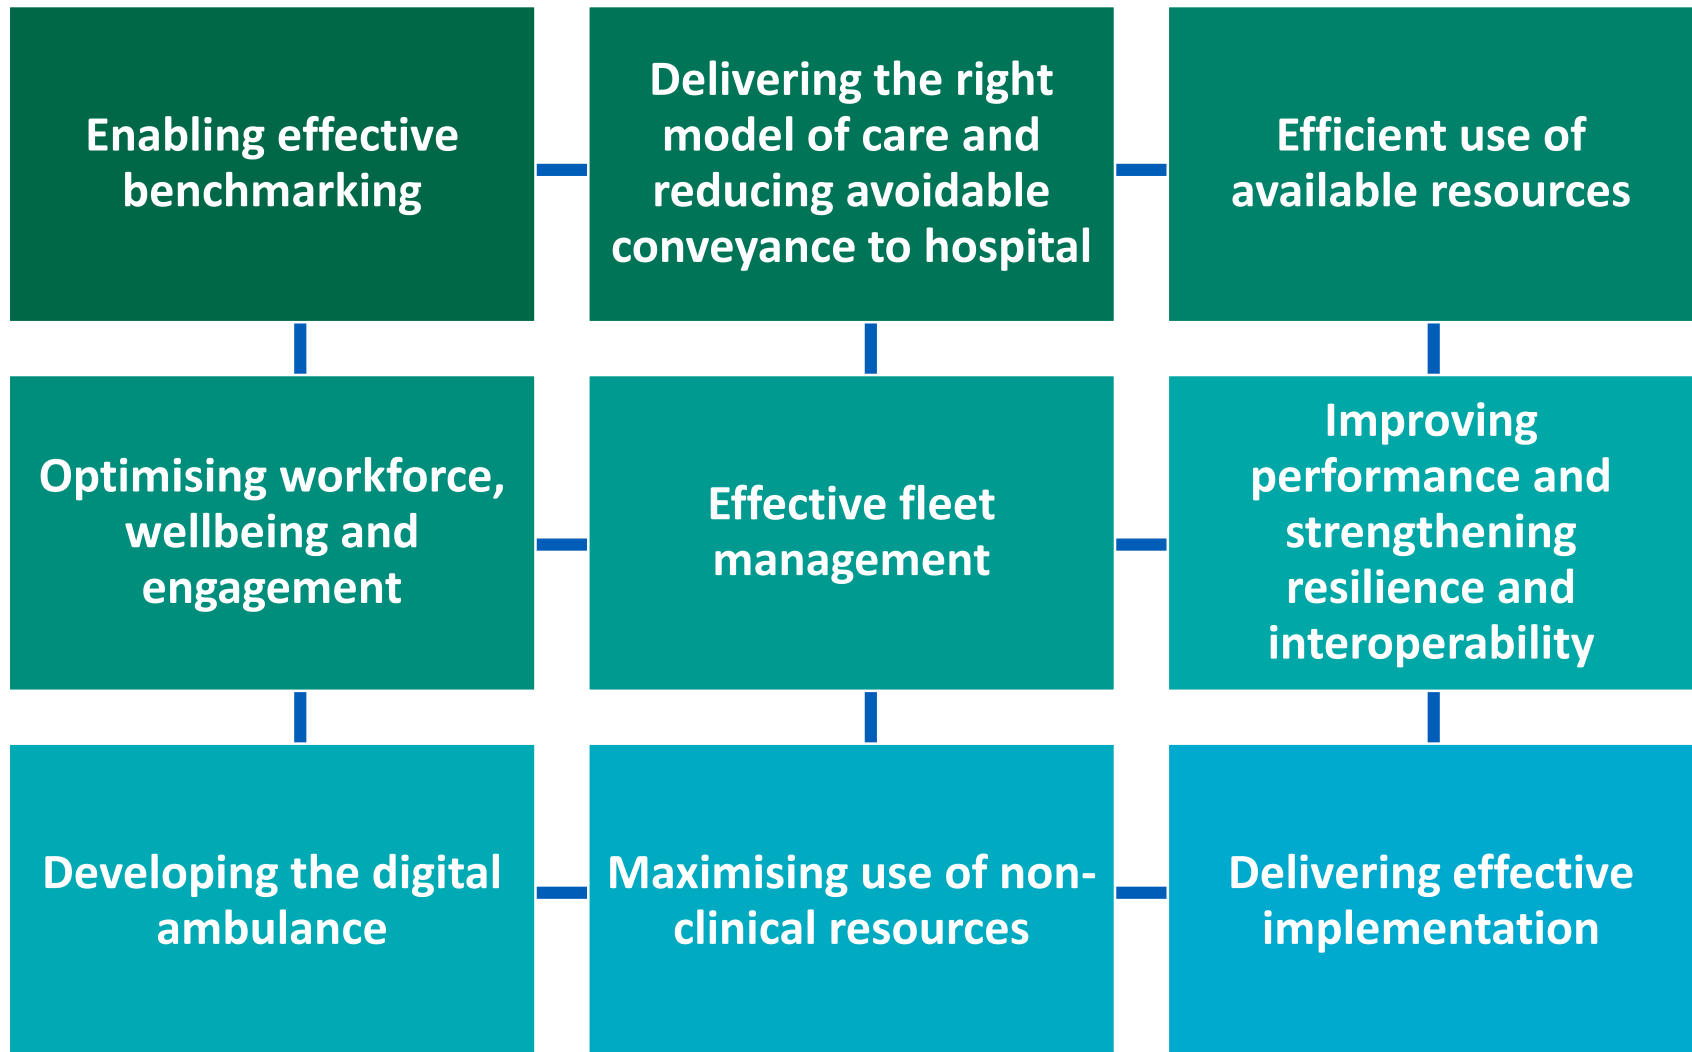 Enabling effective
benchmarking
Delivering the right
model of care and
reducing avoidable
conveyance to hospital
Efficient use of
available resources
Optimising workforce,
wellbeing and
engagement
Effective fleet
management
Improving
performance and
strengthening
resilience and
interoperability
Developing the digital
ambulance
Maximising use of non-
clinical resources
Delivering effective
implementation